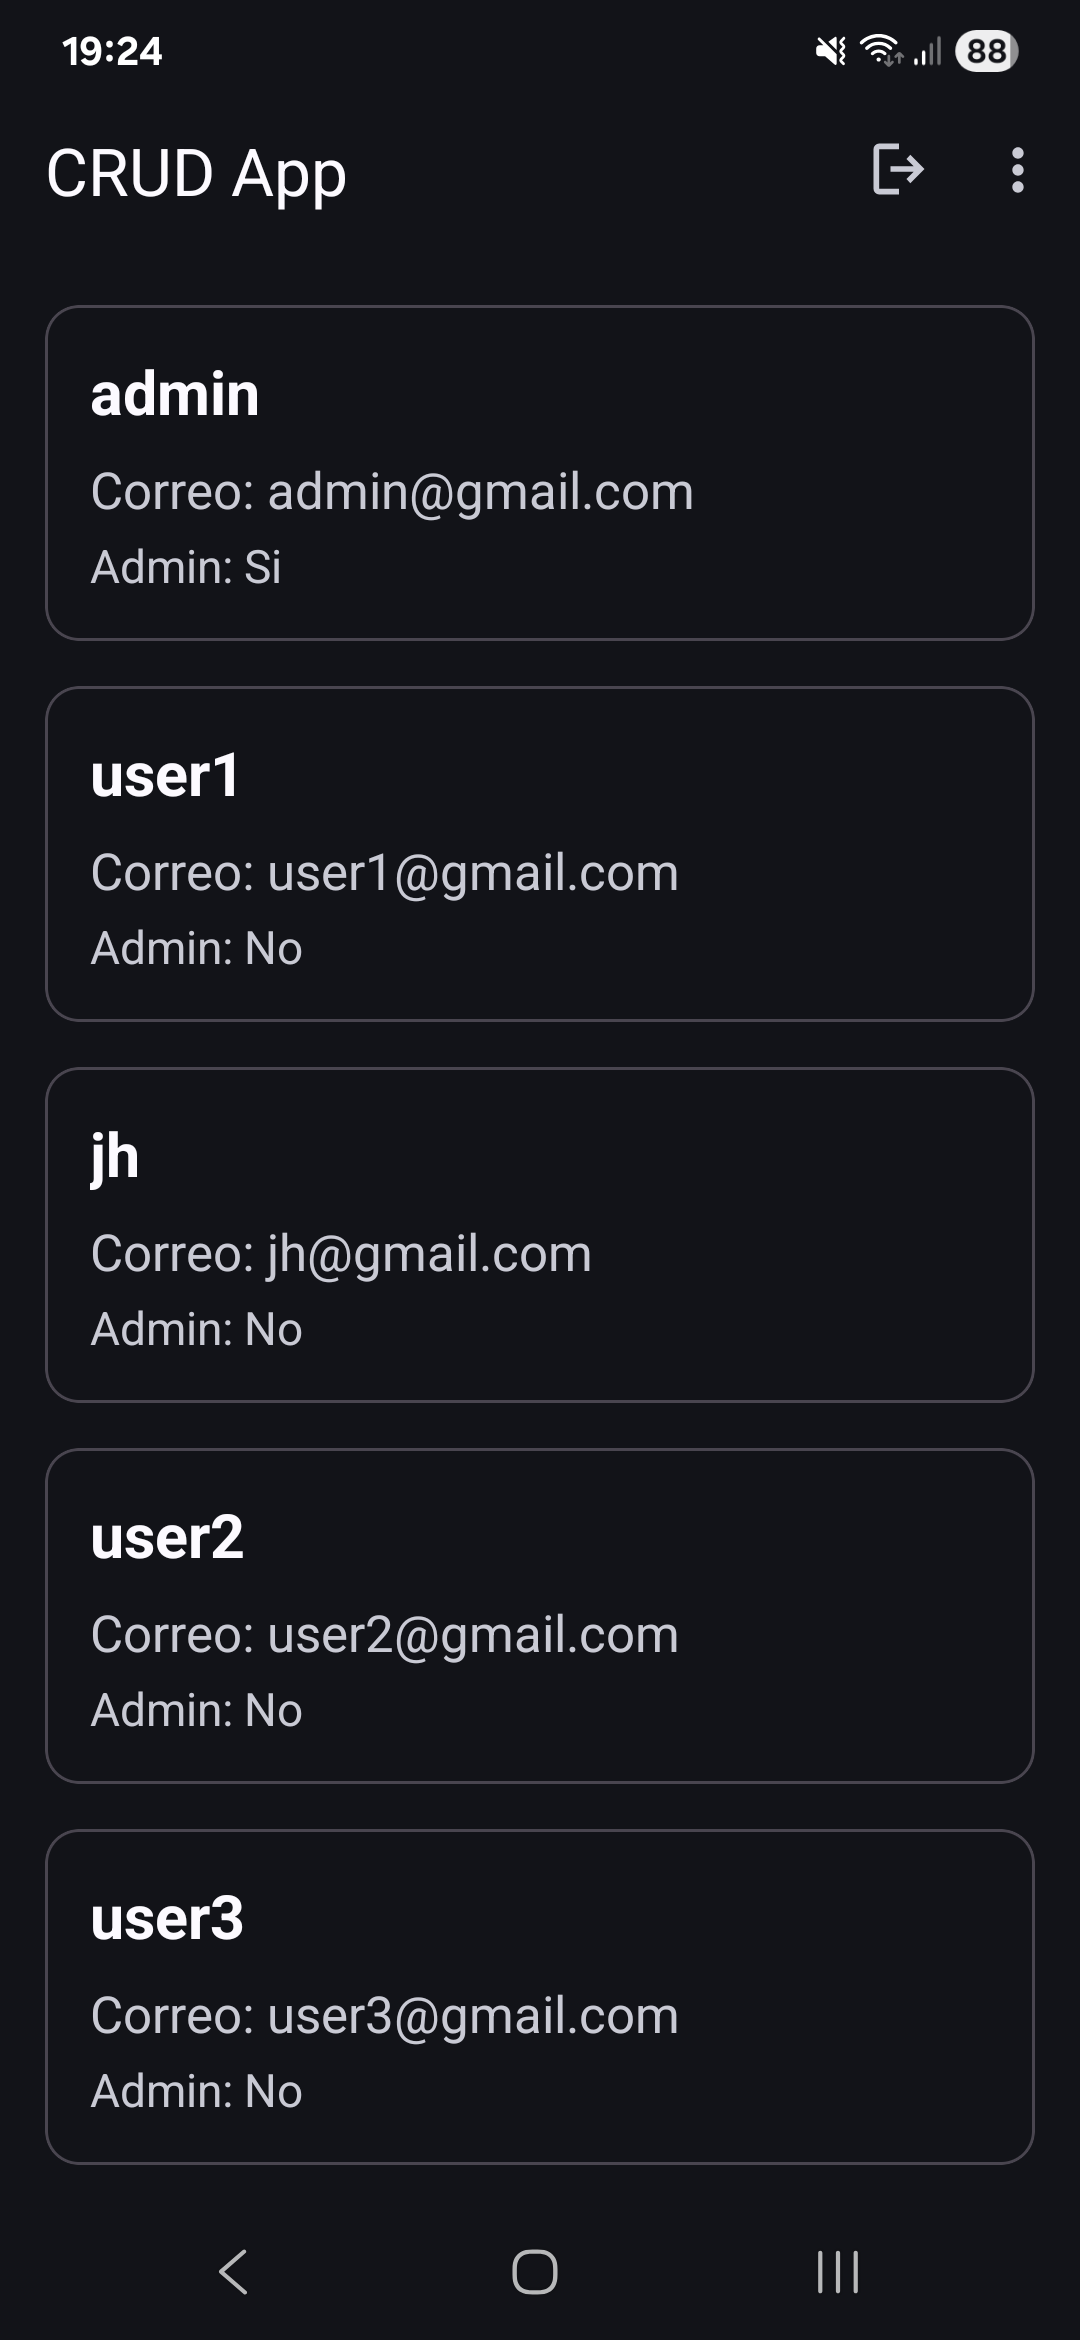 19:24
88
CRUD App
admin
Correo: admin@gmail.com
Admin: Si
user1
Correo: user1@gmail.com
Admin: No
jh
Correo: jh@gmail.com
Admin: No
user2
Correo: user2@gmail.com
Admin: No
user3
Correo: user3@gmail.com
Admin: No